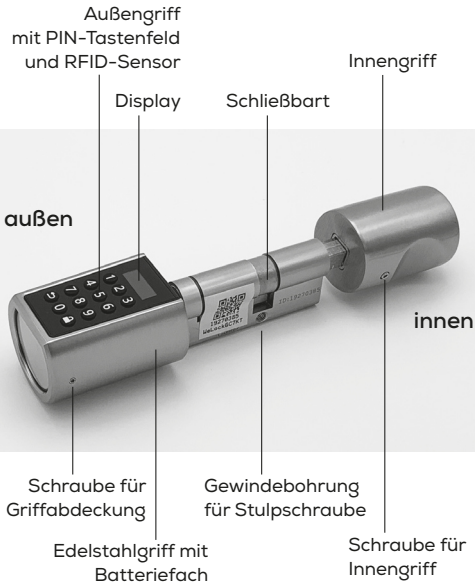 Außengriff
mit PIN-Tastenfeld
und RFID-Sensor
Innengriff
Display
Schließbart
außen
1 2 3
4 5 6
7 8 9
0
innen
Schraube für
Griffabdeckung
Gewindebohrung
für Stulpschraube
Edelstahlgriff mit
Batteriefach
Schraube für
Innengriff